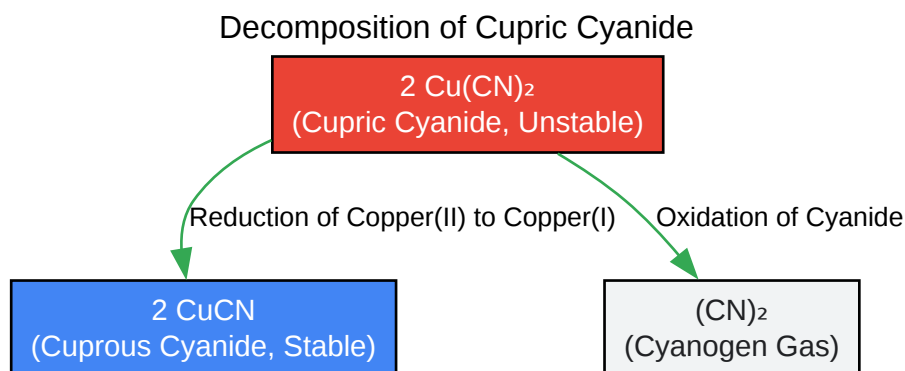 Decomposition of Cupric Cyanide
2 Cu(CN)₂
(Cupric Cyanide, Unstable)
Reduction of Copper(II) to Copper(I)
Oxidation of Cyanide
2 CuCN
(Cuprous Cyanide, Stable)
(CN)₂
(Cyanogen Gas)